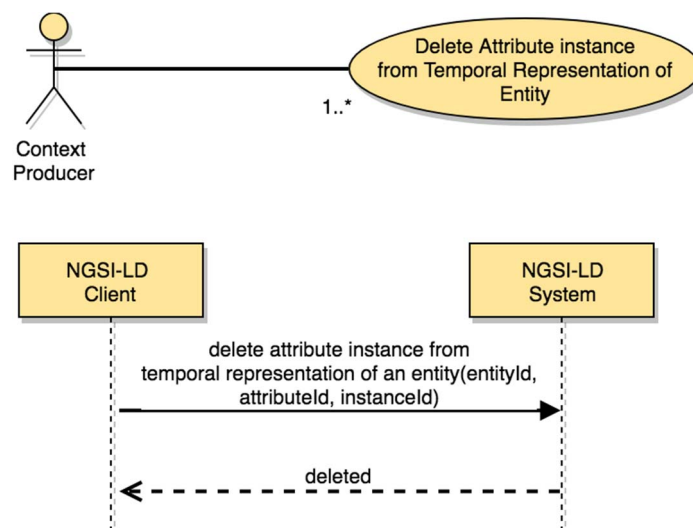 Delete Attribute instance
from Temporal Representation of
Entity
1..*
Context
Producer
NGSI-LD
Client
NGSI-LD
System
delete attribute instance from
temporal representation of an entity(entityId,
attributeId, instanceId)
deleted